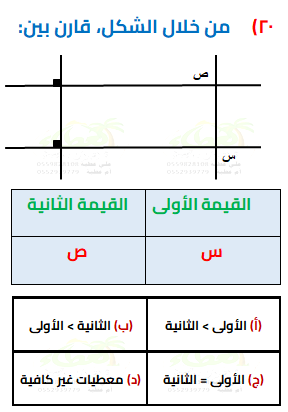 ٢٠) من خلال الشكل، قارن بين:
ص
س
القيمة الأولى القيمة الثانية
س ص
(أ) الأولى > الثانية (ب) الثانية > الأولى
(ج) الأولى = الثانية (د) معطيات غير كافية